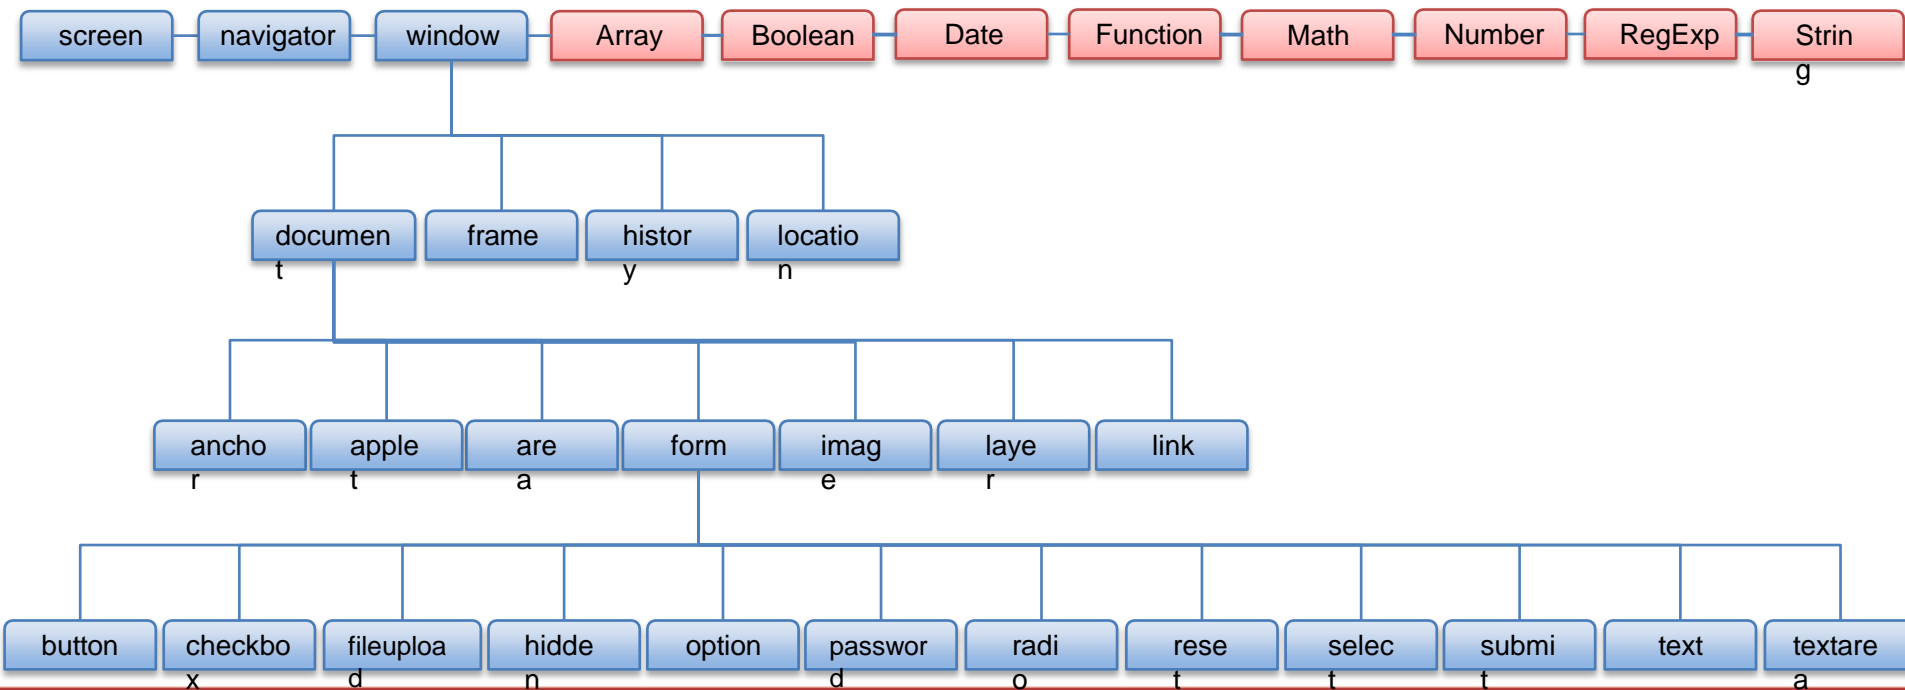 screen navigator window Array Boolean Date Function Math Number RegExp Strin
g
documen frame histor locatio
t y n
ancho apple are form imag laye link
r t a e r
button checkbo fileuploa hidde option passwor radi rese selec submi text textare
x d n d o t t t a